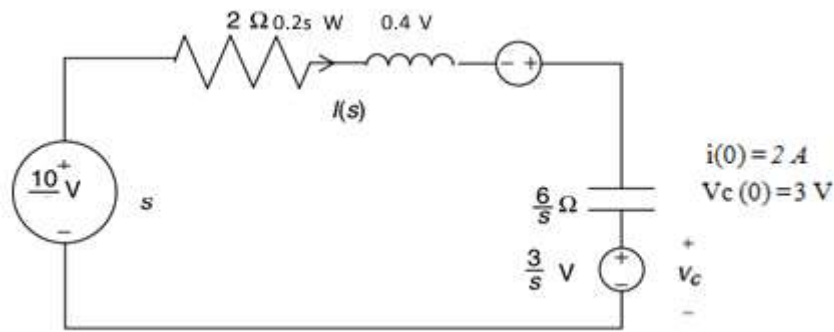 2 Ω 0.2s W 0.4 V
- +
I(s)
+
10 V
-
s
6/s Ω
3/s V
+
-
+
vc
-
i(0) = 2 A
Vc (0) = 3 V